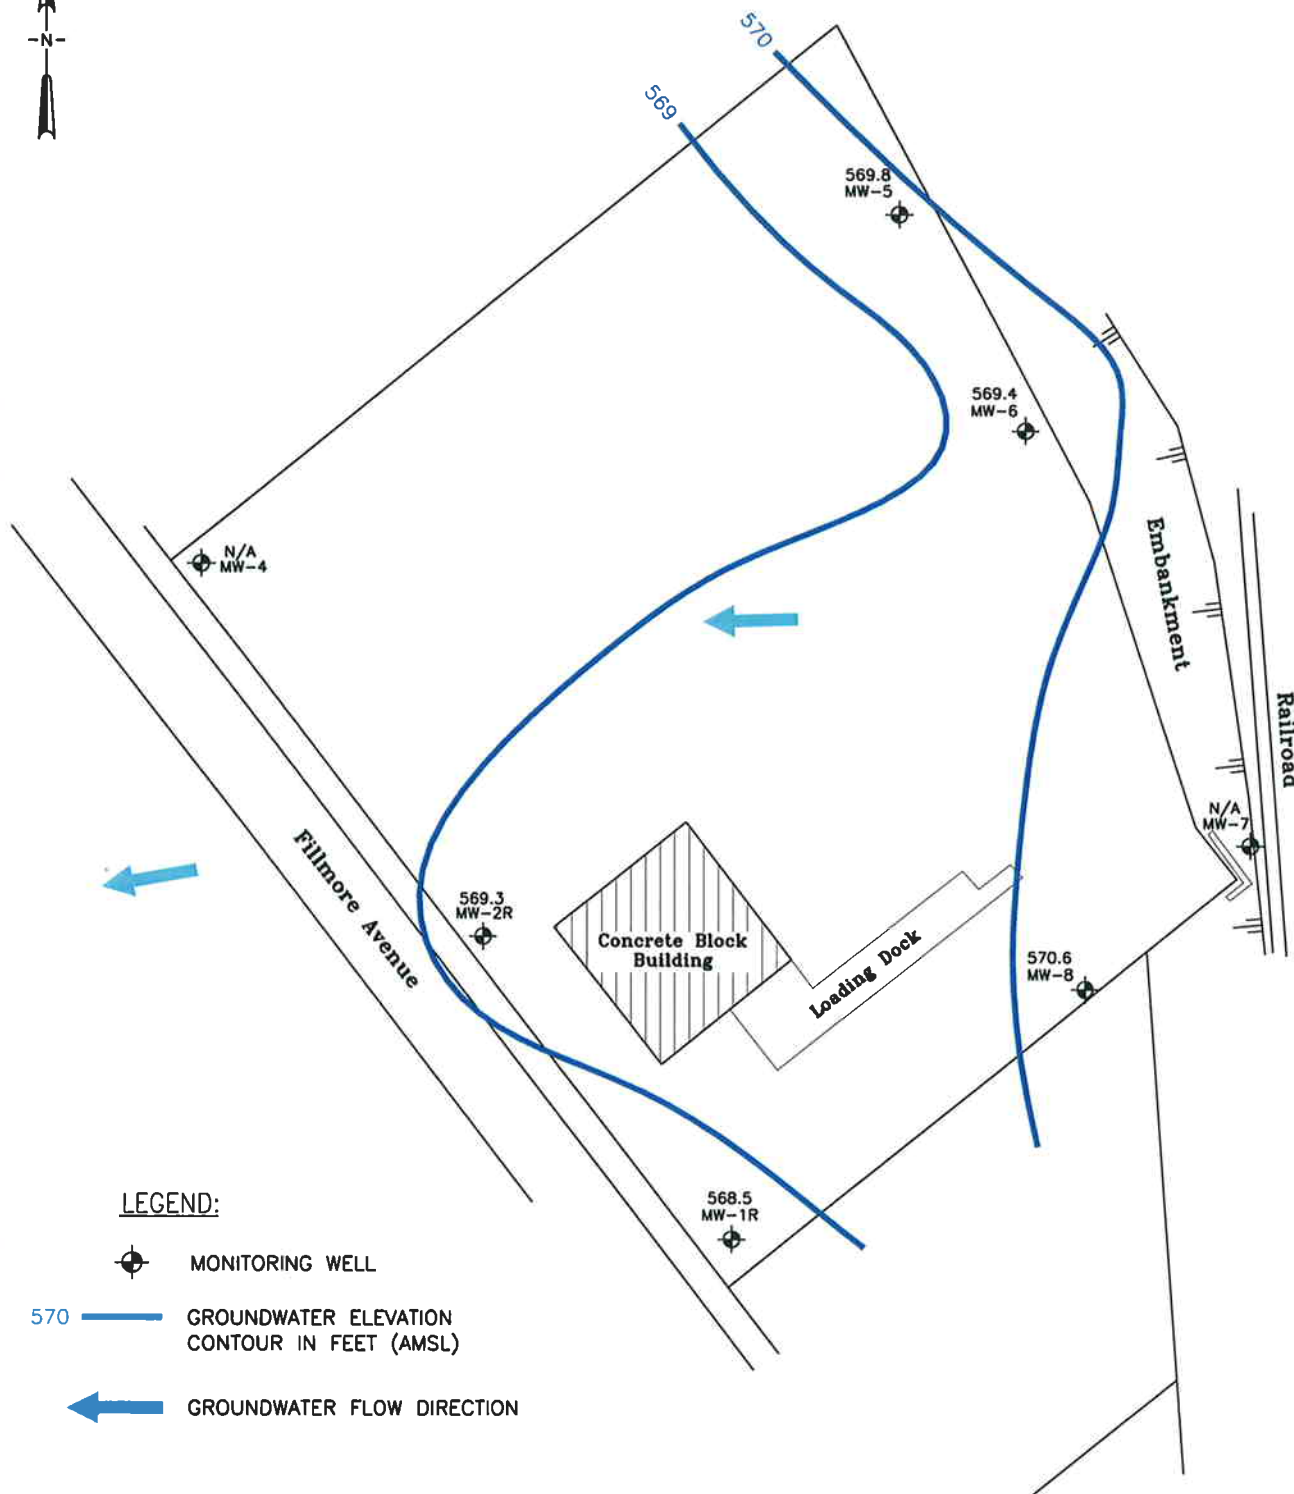 -N-
570
569
569.8
MW-5
569.4
MW-6
N/A
MW-4
Embankment
Railroad
N/A
MW-7
Fillmore Avenue
569.3
MW-2R
Concrete Block
Building
Loading Dock
570.6
MW-8
568.5
MW-1R
LEGEND:
MONITORING WELL
570
GROUNDWATER ELEVATION
CONTOUR IN FEET (AMSL)
GROUNDWATER FLOW DIRECTION